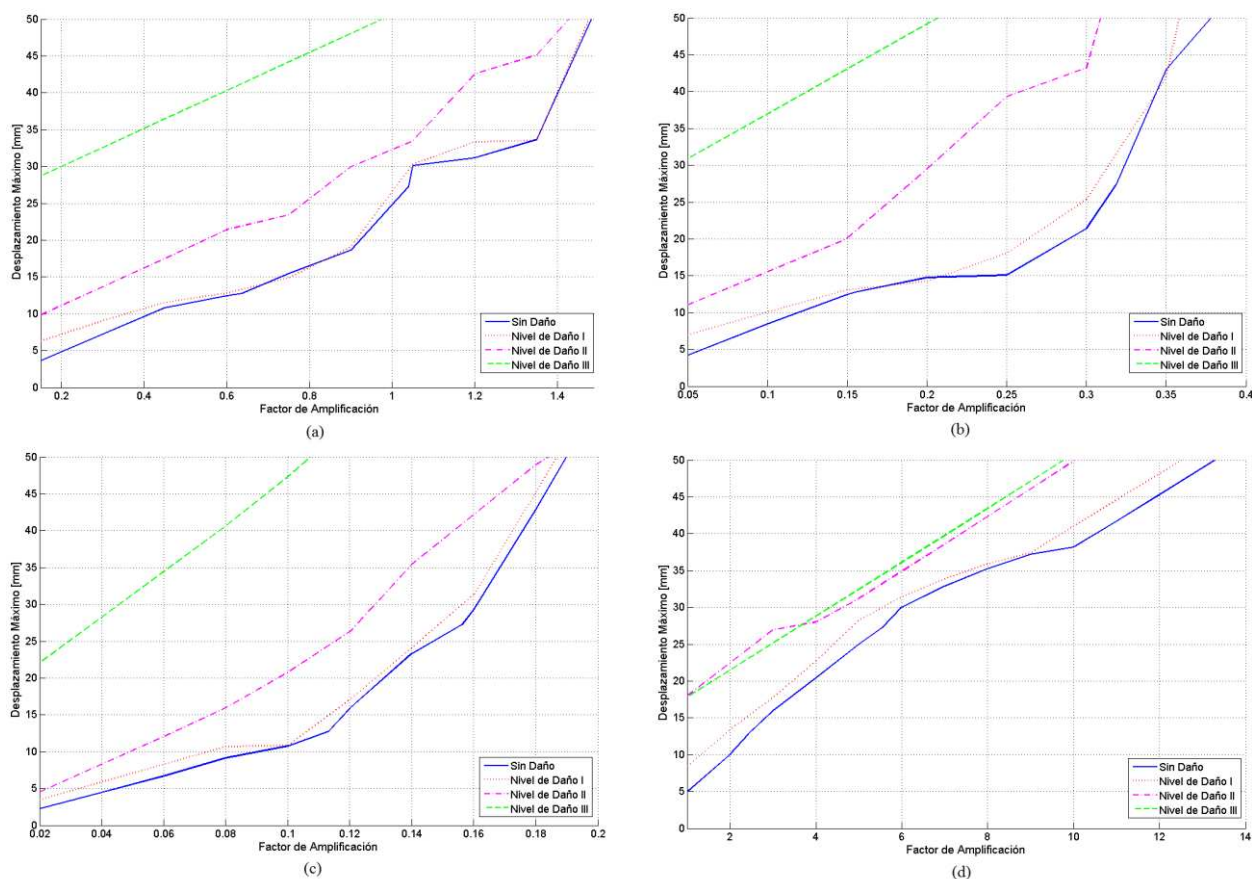 50
45
40
35
30
25
20
15
10
5
0
Desplazamiento Máximo [mm]
0.2 0.4 0.6 0.8 1 1.2 1.4
Factor de Amplificación
Sin Daño
Nivel de Daño I
Nivel de Daño II
Nivel de Daño III
(a)
50
45
40
35
30
25
20
15
10
5
0
Desplazamiento Máximo [mm]
0.05 0.1 0.15 0.2 0.25 0.3 0.35 0.4
Factor de Amplificación
Sin Daño
Nivel de Daño I
Nivel de Daño II
Nivel de Daño III
(b)
50
45
40
35
30
25
20
15
10
5
0
Desplazamiento Máximo [mm]
0.02 0.04 0.06 0.08 0.1 0.12 0.14 0.16 0.18 0.2
Factor de Amplificación
Sin Daño
Nivel de Daño I
Nivel de Daño II
Nivel de Daño III
(c)
50
45
40
35
30
25
20
15
10
5
0
Desplazamiento Máximo [mm]
2 4 6 8 10 12 14
Factor de Amplificación
Sin Daño
Nivel de Daño I
Nivel de Daño II
Nivel de Daño III
(d)